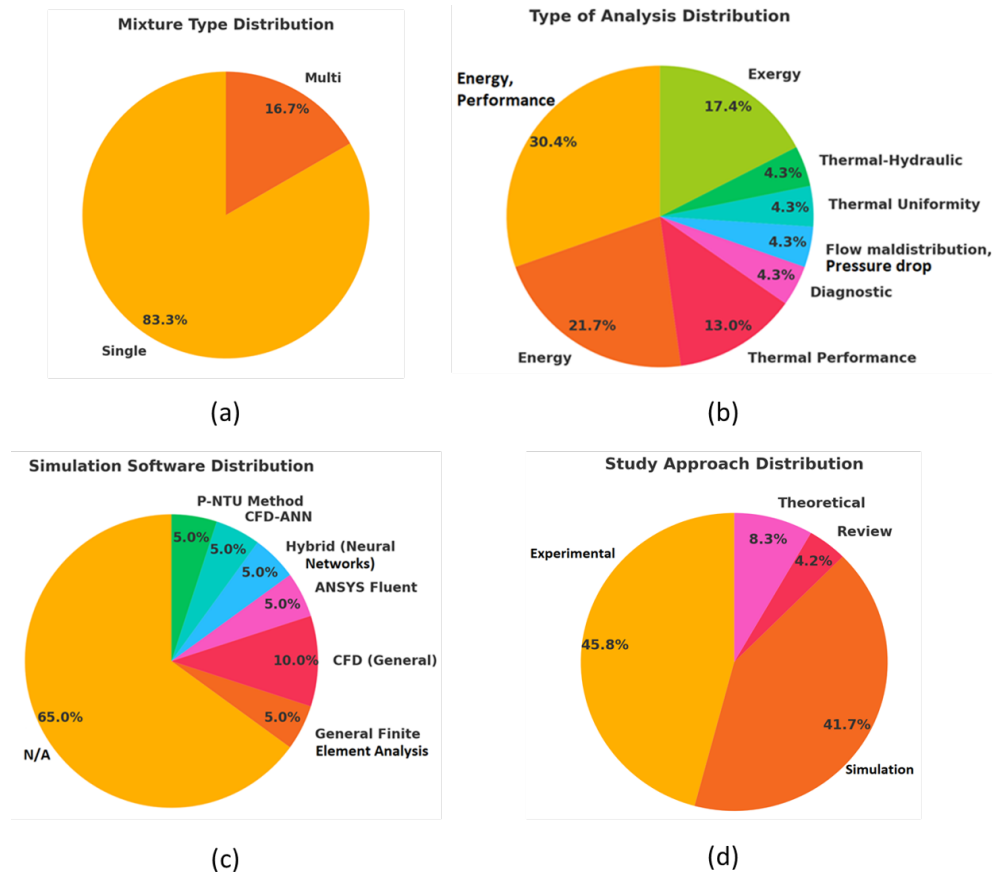 Mixture Type Distribution
Multi
16.7%
83.3%
Single
(a)
Type of Analysis Distribution
Energy,
Performance
30.4%
Exergy
17.4%
Thermal-Hydraulic
4.3%
Thermal Uniformity
4.3%
Flow maldistribution,
Pressure drop
4.3%
Diagnostic
4.3%
21.7%
Energy
13.0%
Thermal Performance
(b)
Simulation Software Distribution
P-NTU Method
5.0%
CFD-ANN
5.0%
Hybrid (Neural
Networks)
5.0%
ANSYS Fluent
5.0%
CFD (General)
10.0%
General Finite
Element Analysis
5.0%
65.0%
N/A
(c)
Study Approach Distribution
Theoretical
8.3%
Review
4.2%
Experimental
45.8%
41.7%
Simulation
(d)